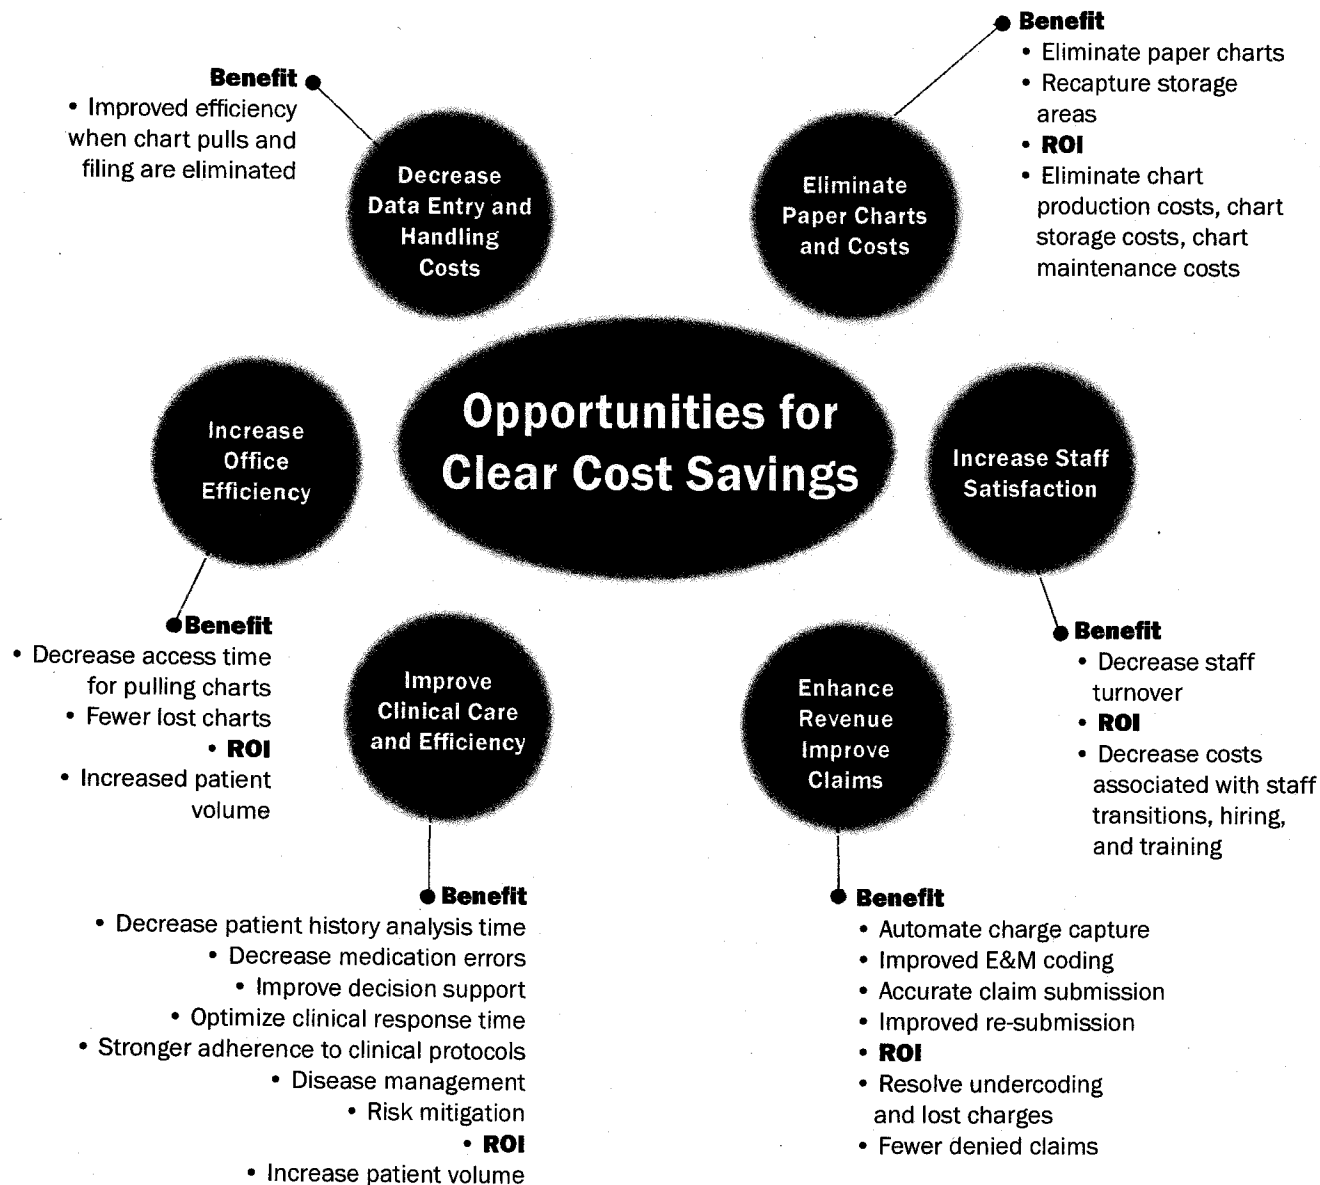 Benefit
• Improved efficiency
when chart pulls and
filing are eliminated
Decrease
Data Entry and
Handling
Costs
Eliminate
Paper Charts
and Costs
Benefit
• Eliminate paper charts
• Recapture storage
areas
• ROI
• Eliminate chart
production costs, chart
storage costs, chart
maintenance costs
Opportunities for
Clear Cost Savings
Increase
Office
Efficiency
Benefit
• Decrease access time
for pulling charts
• Fewer lost charts
• ROI
• Increased patient
volume
Increase Staff
Satisfaction
Benefit
• Decrease staff
turnover
• ROI
• Decrease costs
associated with staff
transitions, hiring,
and training
Improve
Clinical Care
and Efficiency
Benefit
• Decrease patient history analysis time
• Decrease medication errors
• Improve decision support
• Optimize clinical response time
• Stronger adherence to clinical protocols
• Disease management
• Risk mitigation
• ROI
• Increase patient volume
Enhance
Revenue
Improve
Claims
Benefit
• Automate charge capture
• Improved E&M coding
• Accurate claim submission
• Improved re-submission
• ROI
• Resolve undercoding
and lost charges
• Fewer denied claims